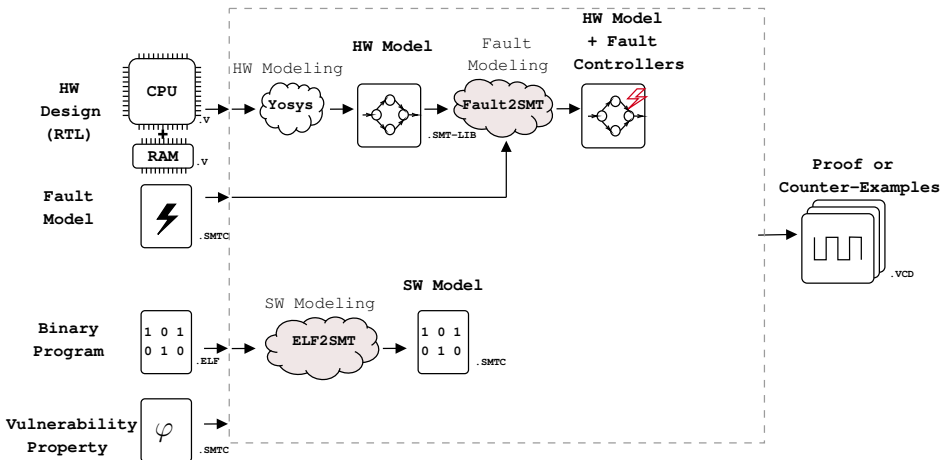 HW
Design
(RTL)
CPU
.V
+
RAM
.V
HW Modeling
Yosys
HW Model
.SMT-LIB
Fault
Modeling
Fault2SMT
HW Model
+ Fault
Controllers
Fault
Model
.SMTC
Proof or
Counter-Examples
.VCD
Binary
Program
1 0 1
0 1 0
.ELF
SW Modeling
ELF2SMT
SW Model
1 0 1
0 1 0
.SMTC
Vulnerability
Property
φ
.SMTC